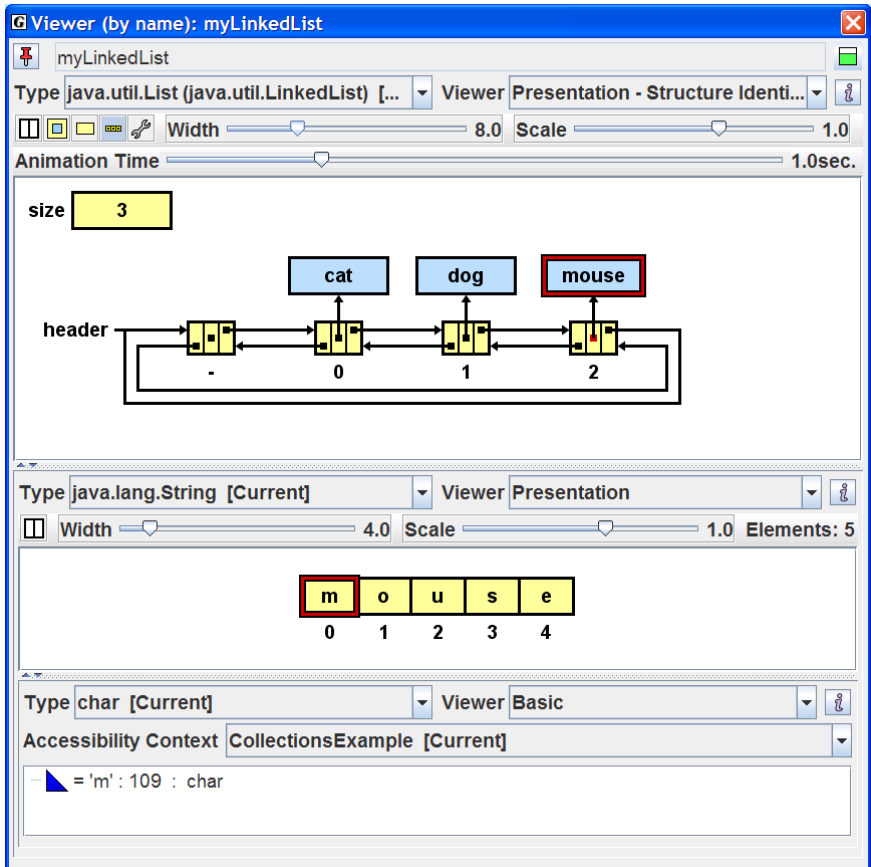 G Viewer (by name): myLinkedList
myLinkedList
Type java.util.List (java.util.LinkedList) [... Viewer Presentation - Structure Identi... i
Width 8.0 Scale 1.0
Animation Time 1.0sec.
size 3
cat dog mouse
header
- 0 1 2
Type java.lang.String [Current] Viewer Presentation i
Width 4.0 Scale 1.0 Elements: 5
m o u s e
0 1 2 3 4
Type char [Current] Viewer Basic i
Accessibility Context CollectionsExample [Current]
= 'm' : 109 : char